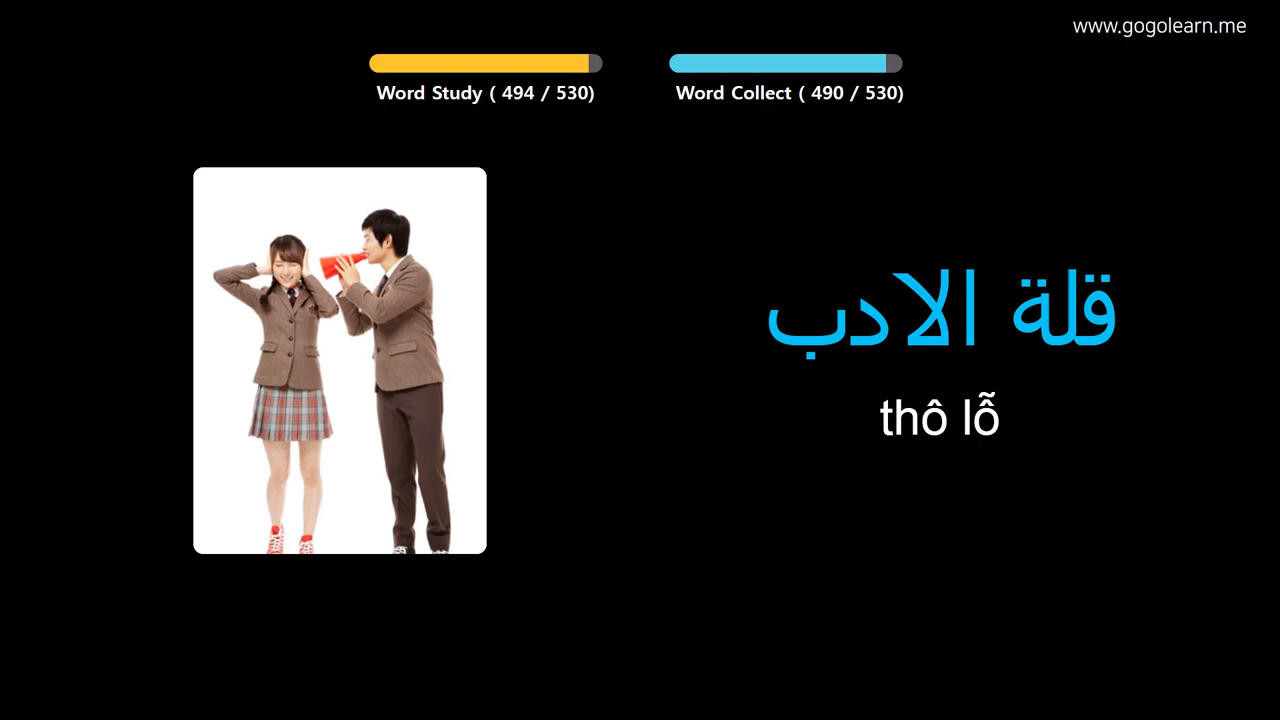 www.gogolearn.me
Word Study ( 494 / 530)
Word Collect ( 490 / 530)
قلة الادب
thô lỗ